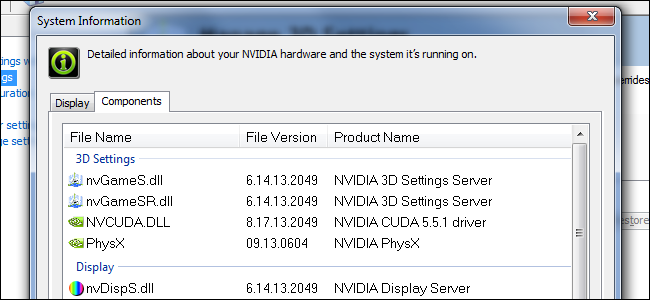 Manage 3D Settings
System Information
Detailed information about your NVIDIA hardware and the system it's running on.
Display
Components
File Name File Version Product Name
3D Settings
nvGameS.dll 6.14.13.2049 NVIDIA 3D Settings Server
nvGameSR.dll 6.14.13.2049 NVIDIA 3D Settings Server
NVCUDA.DLL 8.17.13.2049 NVIDIA CUDA 5.5.1 driver
PhysX 09.13.0604 NVIDIA PhysX
Display
nvDispS.dll 6.14.13.2049 NVIDIA Display Server
ttings w
ngs
uration
r settin
ge sett
errides
estore